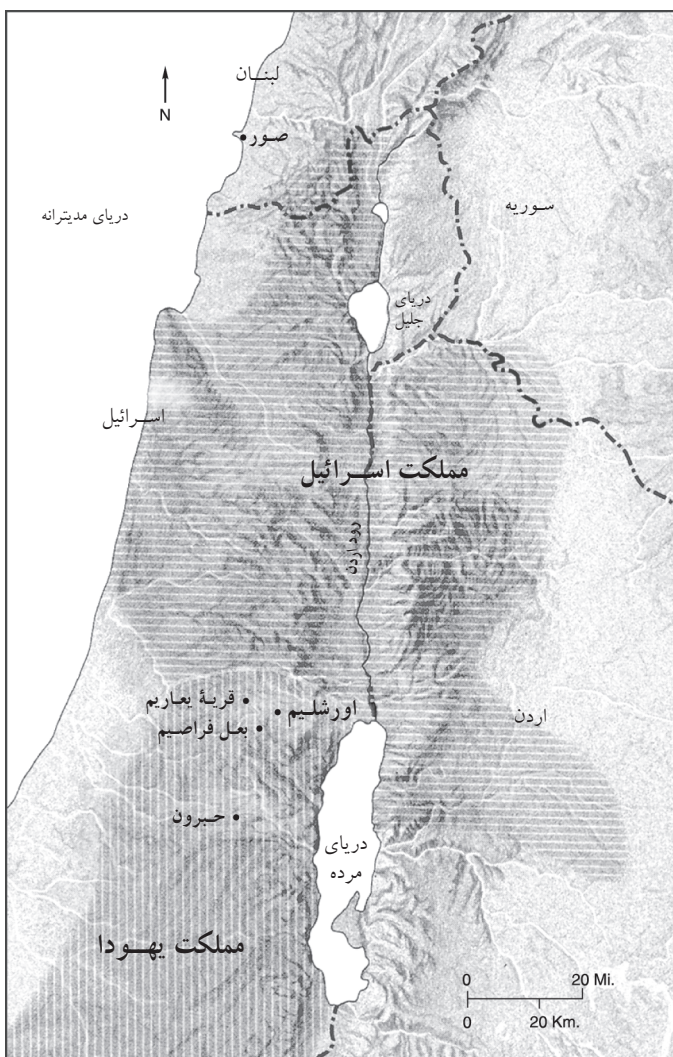 لبنان
N
صور
دریای مدیترانه
سوریه
دریای
جلیل
اسرائیل
مملکت اسرائیل
رود اردن
قریهٔ یعاریم
اورشلیم
بعل فراصیم
اردن
حبرون
دریای
مرده
مملکت یهودا
0 20 Mi.
0 20 Km.